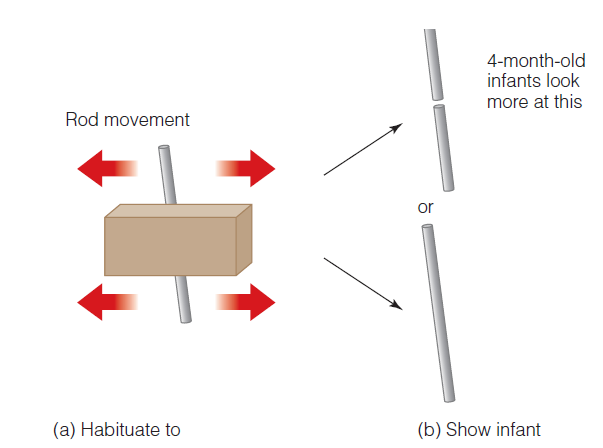 4-month-old
infants look
more at this
Rod movement
or
(a) Habituate to
(b) Show infant